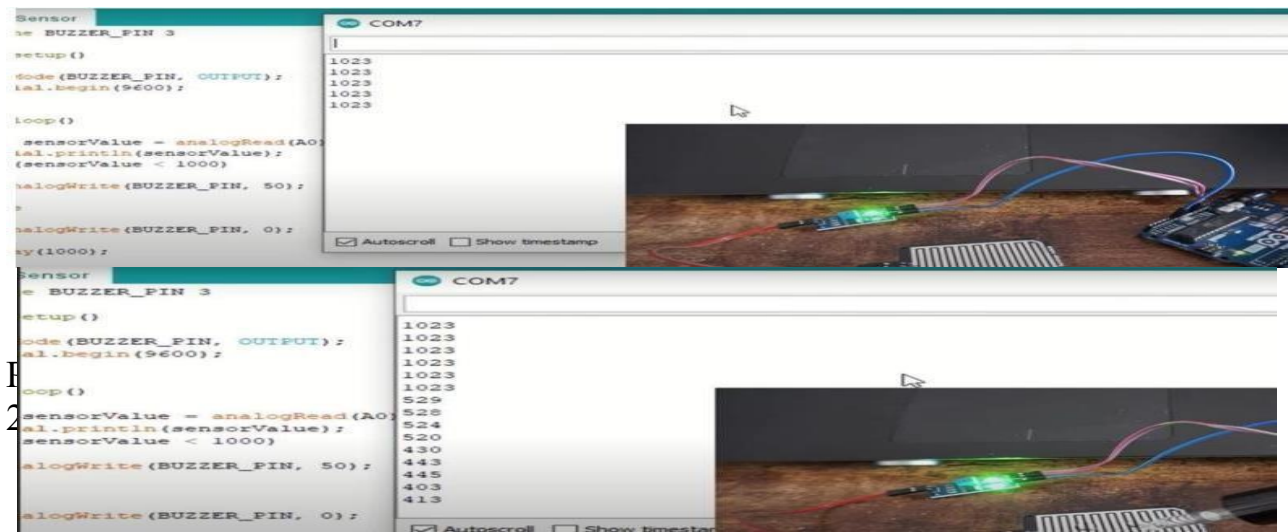 Sensor
ne BUZZER_PIN 3
setup()
Mode(BUZZER_PIN, OUTPUT);
ial.begin(9600);
loop()
sensorValue = analogRead(A0)
ial.println(sensorValue);
(sensorValue < 1000)
nalogWrite(BUZZER_PIN, 50);
e
nalogWrite(BUZZER_PIN, 0);
ay(1000);
COM7
1023
1023
1023
1023
1023
Autoscroll Show timestamp
Sensor
e BUZZER_PIN 3
etup()
ode(BUZZER_PIN, OUTPUT);
al.begin(9600);
oop()
sensorValue = analogRead(A0)
al.println(sensorValue);
sensorValue < 1000)
alogWrite(BUZZER_PIN, 50);
alogWrite(BUZZER_PIN, 0);
COM7
1023
1023
1023
1023
1023
1023
529
528
524
520
430
443
445
403
413
Autoscroll Show timestar
2